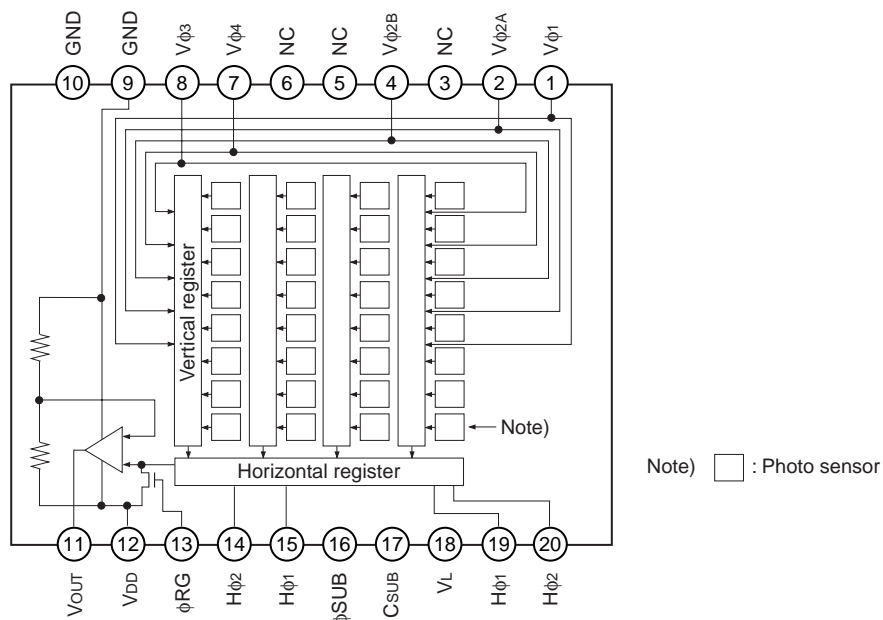 GND
GND
Vϕ3
Vϕ4
NC
NC
Vϕ2B
NC
Vϕ2A
Vϕ1
10
9
8
7
6
5
4
3
2
1
Vertical register
Note)
Horizontal register
Note) : Photo sensor
11
12
13
14
15
16
17
18
19
20
VOUT
VDD
ϕRG
Hϕ2
Hϕ1
ϕSUB
CSUB
VL
Hϕ1
Hϕ2